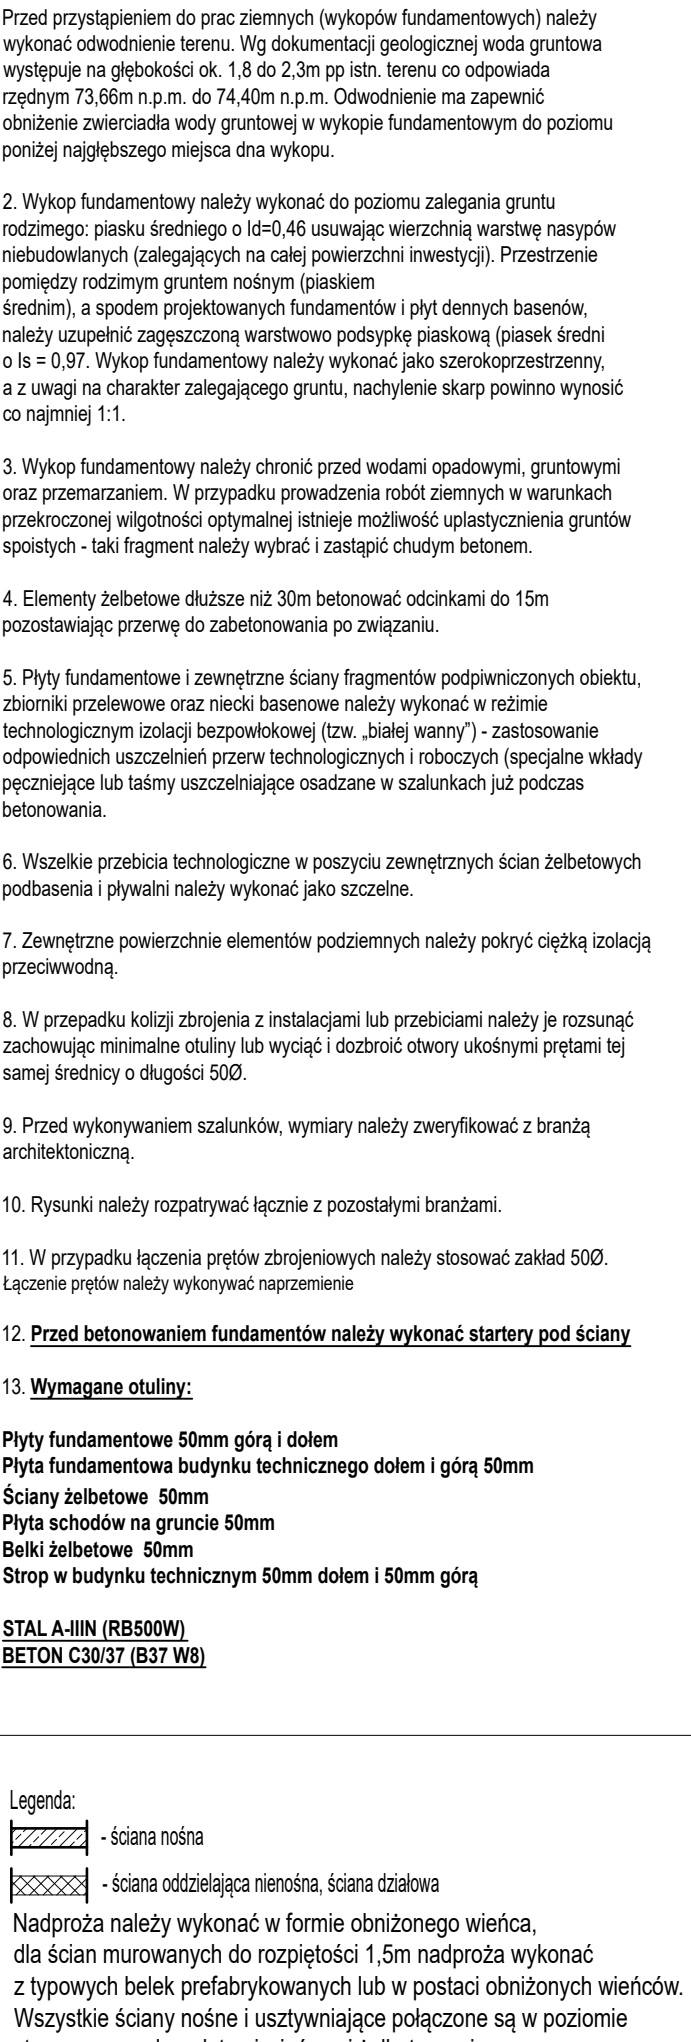 Przed przystąpieniem do prac ziemnych (wykopów fundamentowych) należy
wykonać odwodnienie terenu. Wg dokumentacji geologicznej woda gruntowa
występuje na głębokości ok. 1,8 do 2,3m pp istn. terenu co odpowiada
rzędnym 73,66m n.p.m. do 74,40m n.p.m. Odwodnienie ma zapewnić
obniżenie zwierciadła wody gruntowej w wykopie fundamentowym do poziomu
poniżej najgłębszego miejsca dna wykopu.
2. Wykop fundamentowy należy wykonać do poziomu zalegania gruntu
rodzimego: piasku średniego o Id=0,46 usuwając wierzchnią warstwę nasypów
niebudowlanych (zalegających na całej powierzchni inwestycji). Przestrzenie
pomiędzy rodzimym gruntem nośnym (piaskiem
średnim), a spodem projektowanych fundamentów i płyt dennych basenów,
należy uzupełnić zagęszczoną warstwowo podsypkę piaskową (piasek średni
o Is = 0,97. Wykop fundamentowy należy wykonać jako szerokoprzestrzenny,
a z uwagi na charakter zalegającego gruntu, nachylenie skarp powinno wynosić
co najmniej 1:1.
3. Wykop fundamentowy należy chronić przed wodami opadowymi, gruntowymi
oraz przemarzaniem. W przypadku prowadzenia robót ziemnych w warunkach
przekroczonej wilgotności optymalnej istnieje możliwość uplastycznienia gruntów
spoistych - taki fragment należy wybrać i zastąpić chudym betonem.
4. Elementy żelbetowe dłuższe niż 30m betonować odcinkami do 15m
pozostawiając przerwę do zabetonowania po związaniu.
5. Płyty fundamentowe i zewnętrzne ściany fragmentów podpiwniczonych obiektu,
zbiorniki przelewowe oraz niecki basenowe należy wykonać w reżimie
technologicznym izolacji bezpowłokowej (tzw. „białej wanny”) - zastosowanie
odpowiednich uszczelnień przerw technologicznych i roboczych (specjalne wkłady
pęczniejące lub taśmy uszczelniające osadzane w szalunkach już podczas
betonowania.
6. Wszelkie przebicia technologiczne w poszyciu zewnętrznych ścian żelbetowych
podbasenia i pływalni należy wykonać jako szczelne.
7. Zewnętrzne powierzchnie elementów podziemnych należy pokryć ciężką izolacją
przeciwwodną.
8. W przepadku kolizji zbrojenia z instalacjami lub przebiciami należy je rozsunąć
zachowując minimalne otuliny lub wyciąć i dozbroić otwory ukośnymi prętami tej
samej średnicy o długości 50Ø.
9. Przed wykonywaniem szalunków, wymiary należy zweryfikować z branżą
architektoniczną.
10. Rysunki należy rozpatrywać łącznie z pozostałymi branżami.
11. W przypadku łączenia prętów zbrojeniowych należy stosować zakład 50Ø.
Łączenie prętów należy wykonywać naprzemienie
12. Przed betonowaniem fundamentów należy wykonać startery pod ściany
13. Wymagane otuliny:
Płyty fundamentowe 50mm górą i dołem
Płyta fundamentowa budynku technicznego dołem i górą 50mm
Ściany żelbetowe 50mm
Płyta schodów na gruncie 50mm
Belki żelbetowe 50mm
Strop w budynku technicznym 50mm dołem i 50mm górą
STAL A-IIIN (RB500W)
BETON C30/37 (B37 W8)
Legenda:
- ściana nośna
- ściana oddzielająca nienośna, ściana działowa
Nadproża należy wykonać w formie obniżonego wieńca,
dla ścian murowanych do rozpiętości 1,5m nadproża wykonać
z typowych belek prefabrykowanych lub w postaci obniżonych wieńców.
Wszystkie ściany nośne i usztywniające połączone są w poziomie